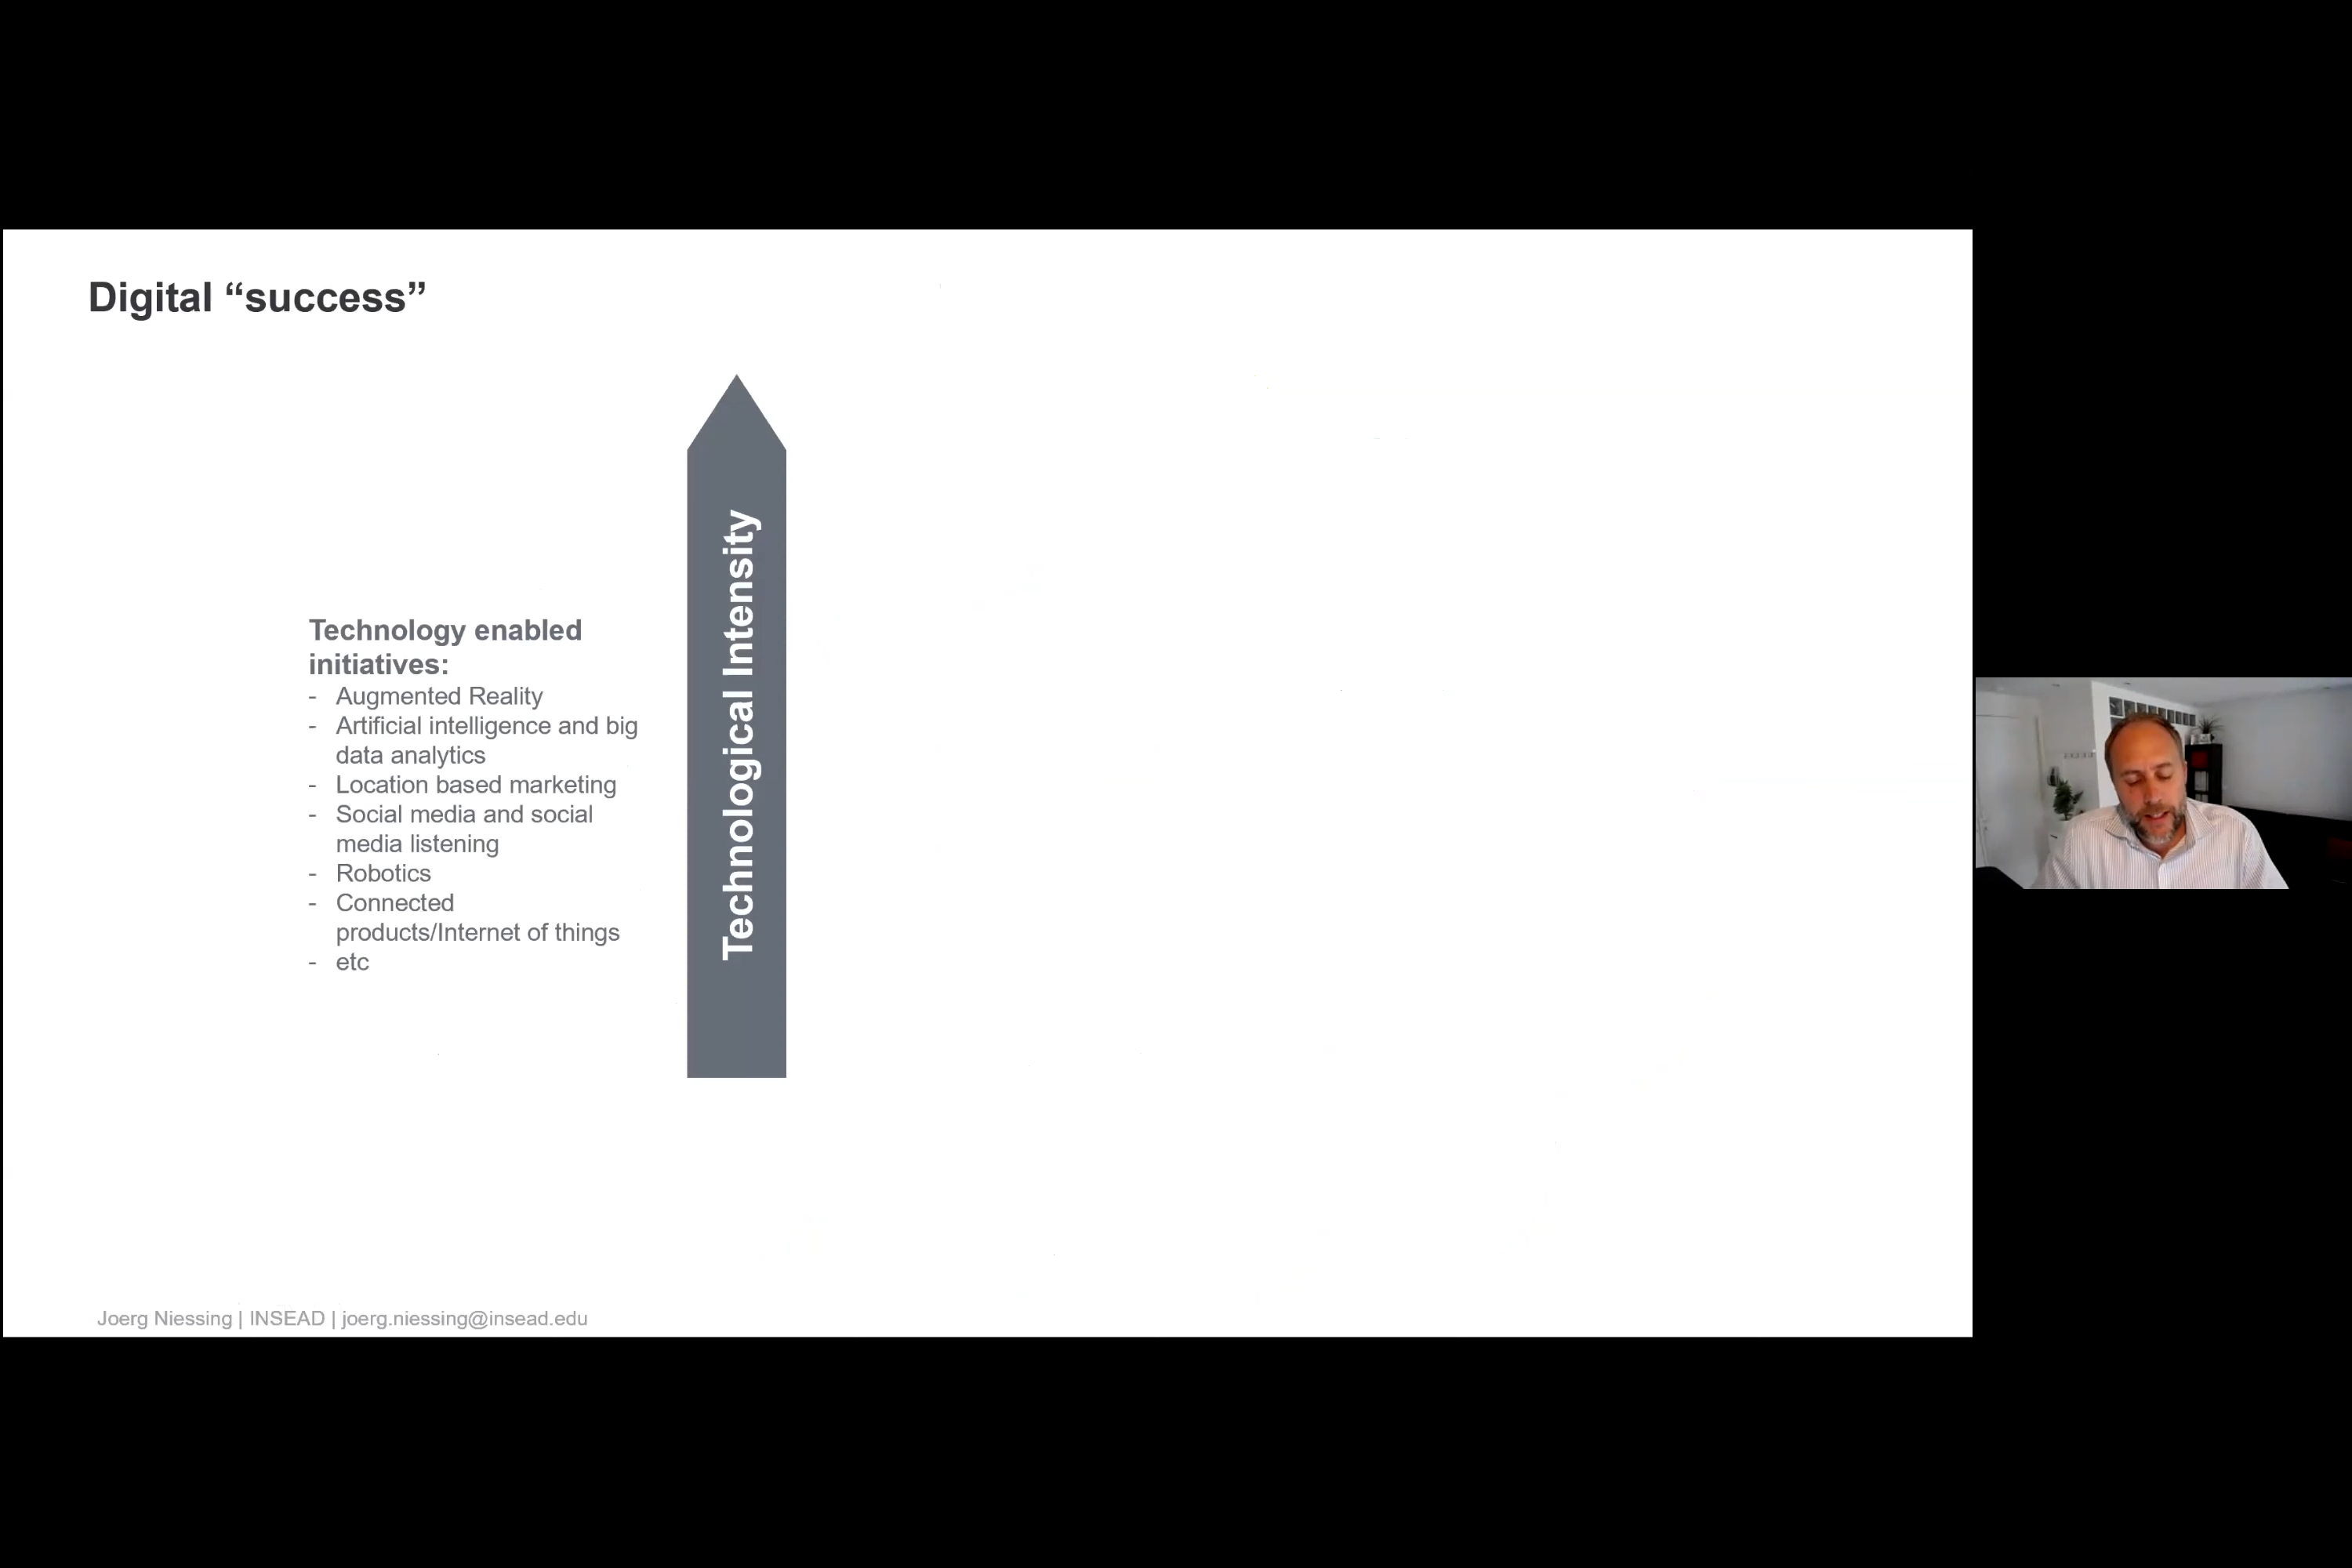 Digital “success”
Technology enabled
initiatives:
- Augmented Reality
- Artificial intelligence and big
data analytics
- Location based marketing
- Social media and social
media listening
- Robotics
- Connected
products/Internet of things
- etc
Technological Intensity
Joerg Niessing | INSEAD | joerg.niessing@insead.edu